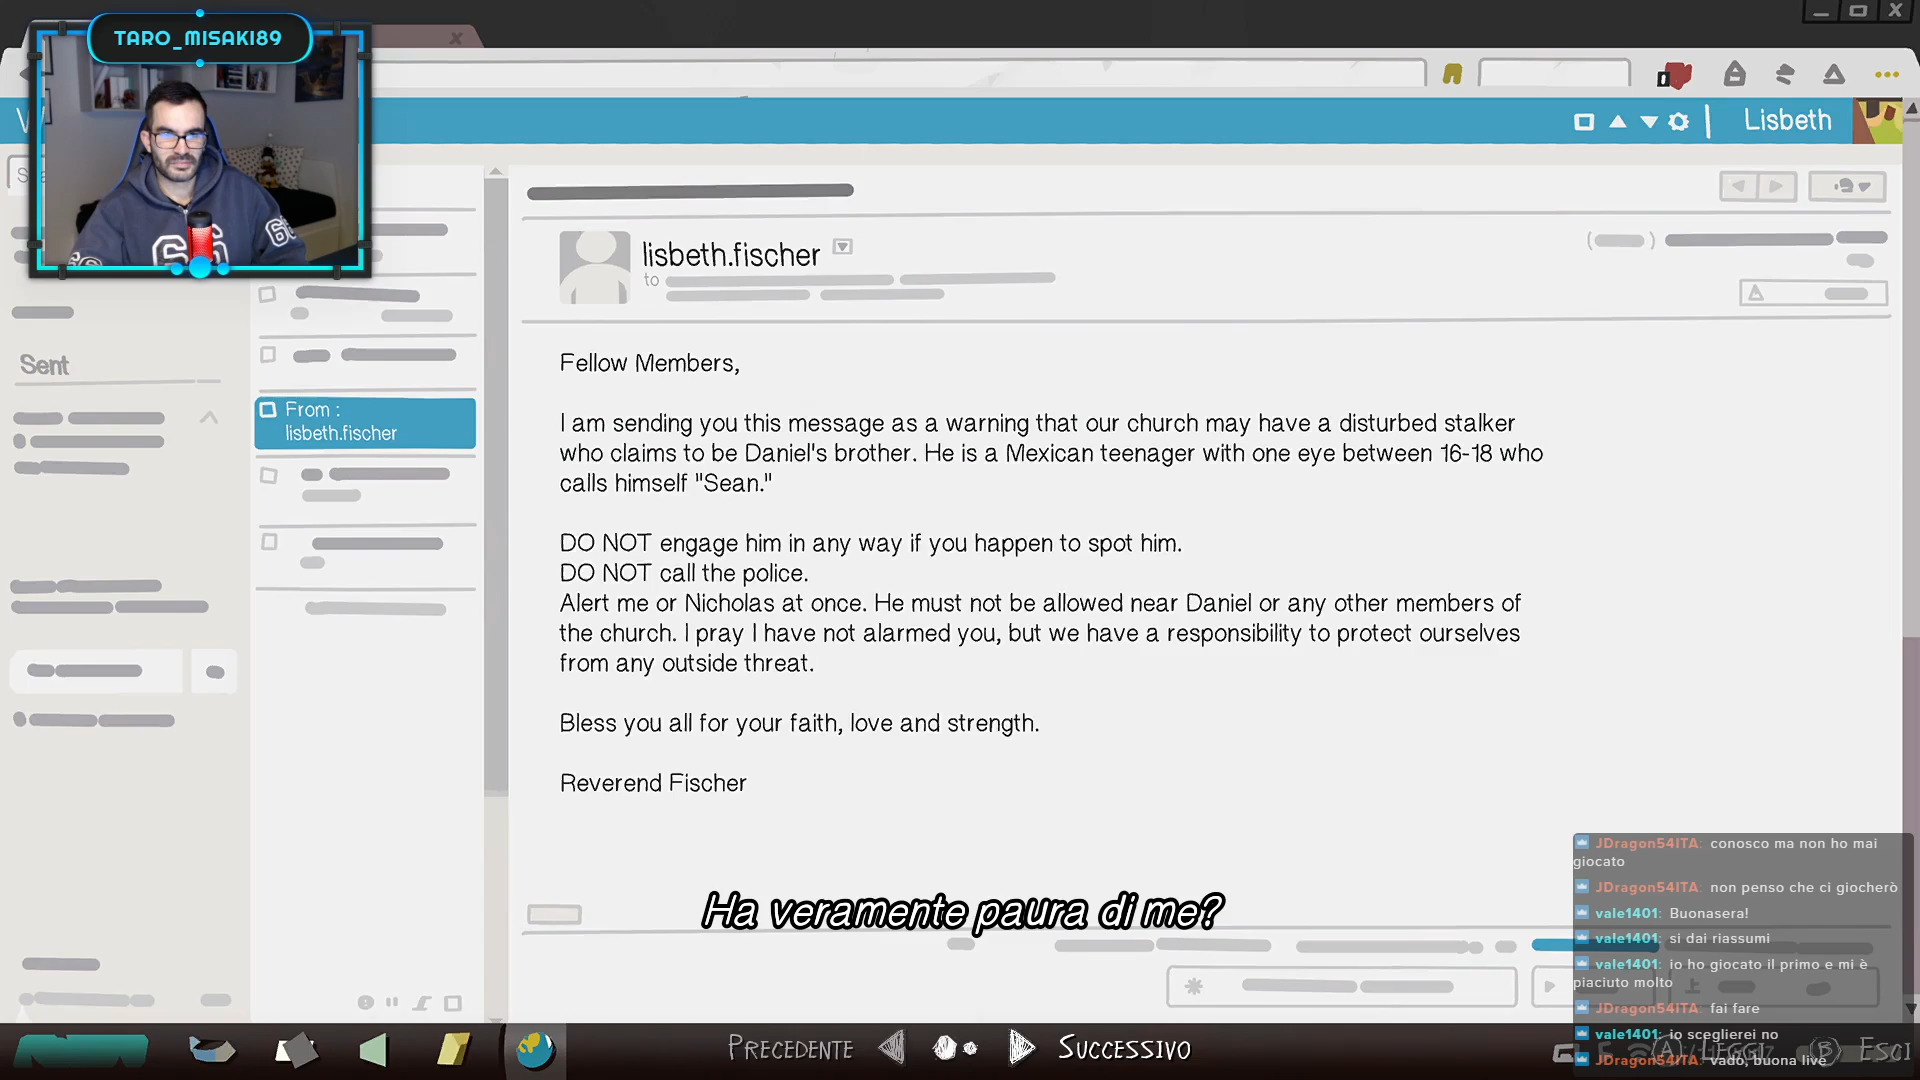 TARO_MISAKI89
Lisbeth
Sent
From :
lisbeth.fischer
lisbeth.fischer
to
Fellow Members,
I am sending you this message as a warning that our church may have a disturbed stalker
who claims to be Daniel's brother. He is a Mexican teenager with one eye between 16-18 who
calls himself "Sean."
DO NOT engage him in any way if you happen to spot him.
DO NOT call the police.
Alert me or Nicholas at once. He must not be allowed near Daniel or any other members of
the church. I pray I have not alarmed you, but we have a responsibility to protect ourselves
from any outside threat.
Bless you all for your faith, love and strength.
Reverend Fischer
Ha veramente paura di me?
JDragon54ITA: conosco ma non ho mai
giocato
JDragon54ITA: non penso che ci giocherò
vale1401: Buonasera!
vale1401: si dai riassumi
vale1401: io ho giocato il primo e mi è
piaciuto molto
JDragon54ITA: fai fare
vale1401: io sceglierei no
JDragon54ITA: vado, buona live
Precedente
Successivo
A Leggi
B Esci